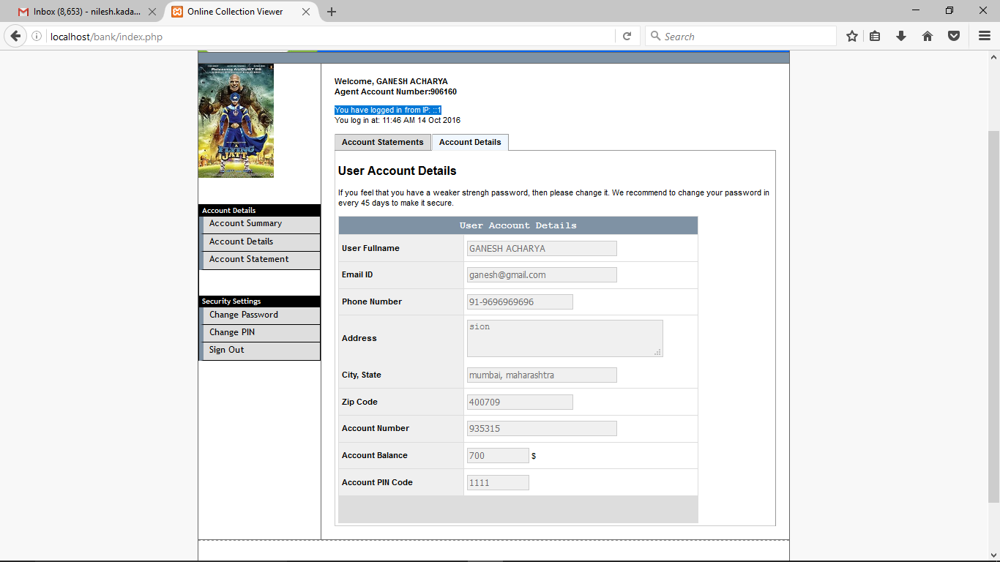 Inbox (8,653) - nilesh.kada...
Online Collection Viewer
localhost/bank/index.php
Search
Releasing AUGUST 25
A
FLYING
JATT
Welcome, GANESH ACHARYA
Agent Account Number:906160
You have logged in from IP: ::1
You log in at: 11:46 AM 14 Oct 2016
Account Statements
Account Details
User Account Details
If you feel that you have a weaker strengh password, then please change it. We recommend to change your password in
every 45 days to make it secure.
Account Details
Account Summary
Account Details
Account Statement
Security Settings
Change Password
Change PIN
Sign Out
User Account Details
User Fullname GANESH ACHARYA
Email ID ganesh@gmail.com
Phone Number 91-9696969696
Address sion
City, State mumbai, maharashtra
Zip Code 400709
Account Number 935315
Account Balance 700 $
Account PIN Code 1111